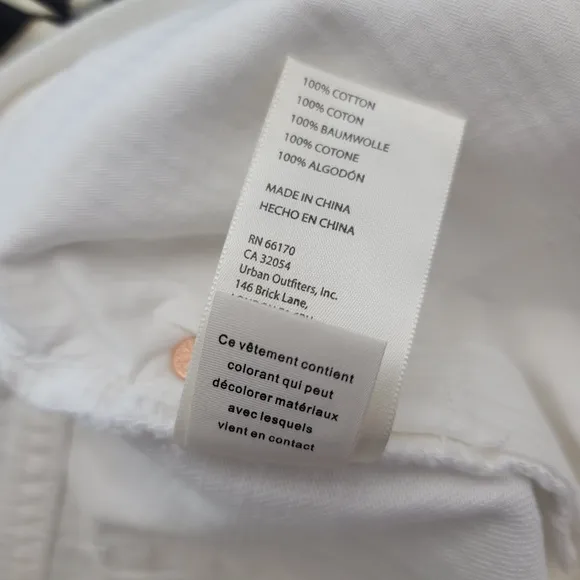 100% COTTON
100% COTON
100% BAUMWOLLE
100% COTONE
100% ALGODÓN
MADE IN CHINA
HECHO EN CHINA
RN 66170
CA 32054
Urban Outfitters, Inc.
146 Brick Lane,
Ce vêtement contient
colorant qui peut
décolorer matériaux
avec lesquels
vient en contact